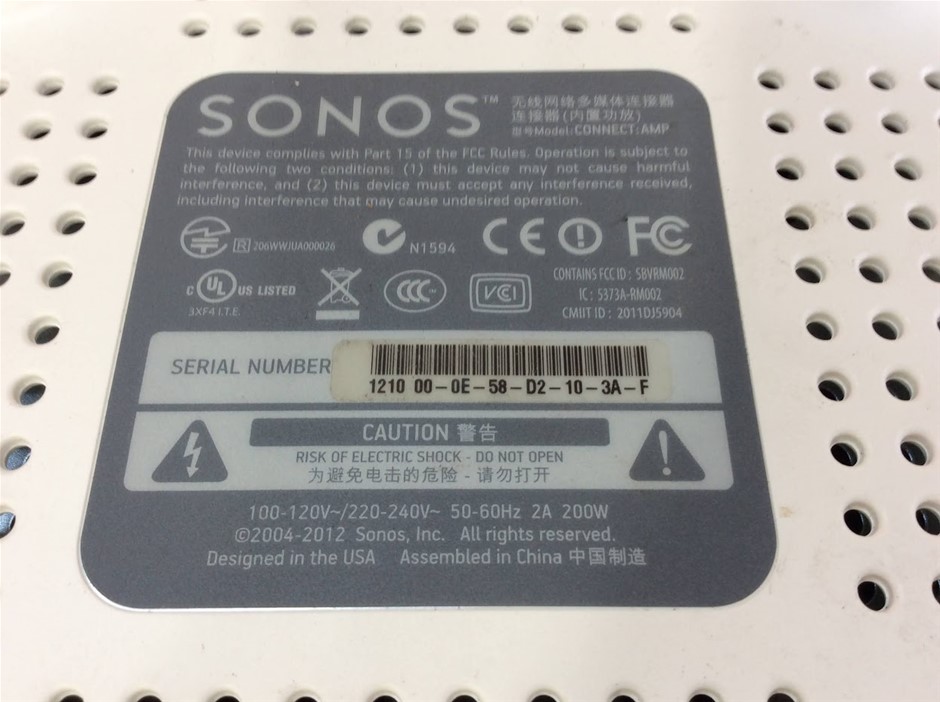 SONOS™
无线网络多媒体连接器
连接器(内置功放)
型号Model:CONNECT:AMP
This device complies with Part 15 of the FCC Rules. Operation is subject to
the following two conditions: (1) this device may not cause harmful
interference, and (2) this device must accept any interference received,
including interference that may cause undesired operation.
R 206WWJUA000026
N1594
CE
FC
C UL US LISTED
3XF4 I.T.E.
CCC
VCI
CONTAINS FCC ID : SBVRM002
IC : 5373A-RM002
CMIIT ID : 2011DJ5904
SERIAL NUMBER
1210 00-0E-58-D2-10-3A-F
CAUTION 警告
RISK OF ELECTRIC SHOCK - DO NOT OPEN
为避免电击的危险 - 请勿打开
100-120V~/220-240V~ 50-60Hz 2A 200W
©2004-2012 Sonos, Inc. All rights reserved.
Designed in the USA Assembled in China 中国制造